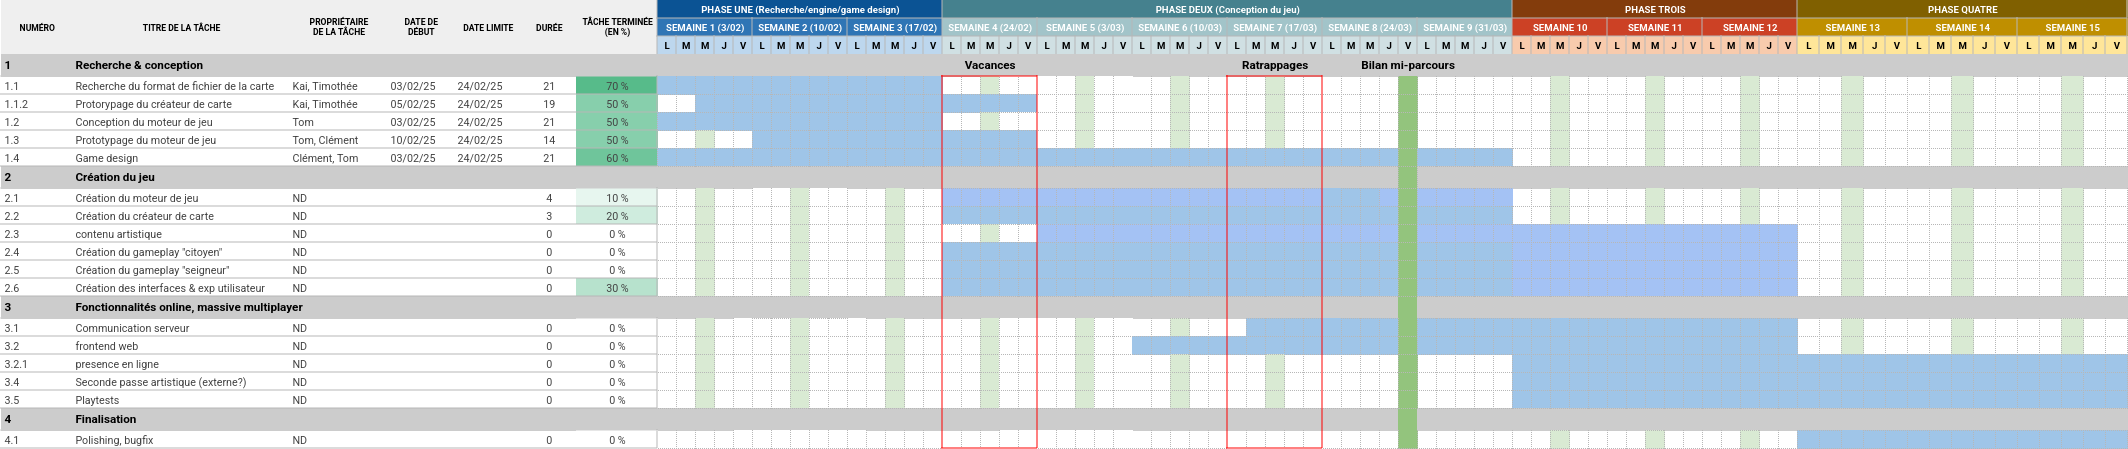 PHASE UNE (Recherche/engine/game design) PHASE DEUX (Conception du jeu) PHASE TROIS PHASE QUATRE
NUMÉRO TITRE DE LA TÂCHE PROPRIÉTAIRE DE LA TÂCHE DATE DE DÉBUT DATE LIMITE DURÉE TÂCHE TERMINÉE (EN %)
SEMAINE 1 (3/02) SEMAINE 2 (10/02) SEMAINE 3 (17/02) SEMAINE 4 (24/02) SEMAINE 5 (3/03) SEMAINE 6 (10/03) SEMAINE 7 (17/03) SEMAINE 8 (24/03) SEMAINE 9 (31/03) SEMAINE 10 SEMAINE 11 SEMAINE 12 SEMAINE 13 SEMAINE 14 SEMAINE 15
L M M J V L M M J V L M M J V L M M J V L M M J V L M M J V L M M J V L M M J V L M M J V L M M J V L M M J V L M M J V L M M J V L M M J V L M M J V
1 Recherche & conception Vacances Ratrappages Bilan mi-parcours
1.1 Recherche du format de fichier de la carte Kai, Timothée 03/02/25 24/02/25 21 70 %
1.1.2 Protorypage du créateur de carte Kai, Timothée 05/02/25 24/02/25 19 50 %
1.2 Conception du moteur de jeu Tom 03/02/25 24/02/25 21 50 %
1.3 Prototypage du moteur de jeu Tom, Clément 10/02/25 24/02/25 14 50 %
1.4 Game design Clément, Tom 03/02/25 24/02/25 21 60 %
2 Création du jeu
2.1 Création du moteur de jeu ND 4 10 %
2.2 Création du créateur de carte ND 3 20 %
2.3 contenu artistique ND 0 0 %
2.4 Création du gameplay "citoyen" ND 0 0 %
2.5 Création du gameplay "seigneur" ND 0 0 %
2.6 Création des interfaces & exp utilisateur ND 0 30 %
3 Fonctionnalités online, massive multiplayer
3.1 Communication serveur ND 0 0 %
3.2 frontend web ND 0 0 %
3.2.1 presence en ligne ND 0 0 %
3.4 Seconde passe artistique (externe?) ND 0 0 %
3.5 Playtests ND 0 0 %
4 Finalisation
4.1 Polishing, bugfix ND 0 0 %